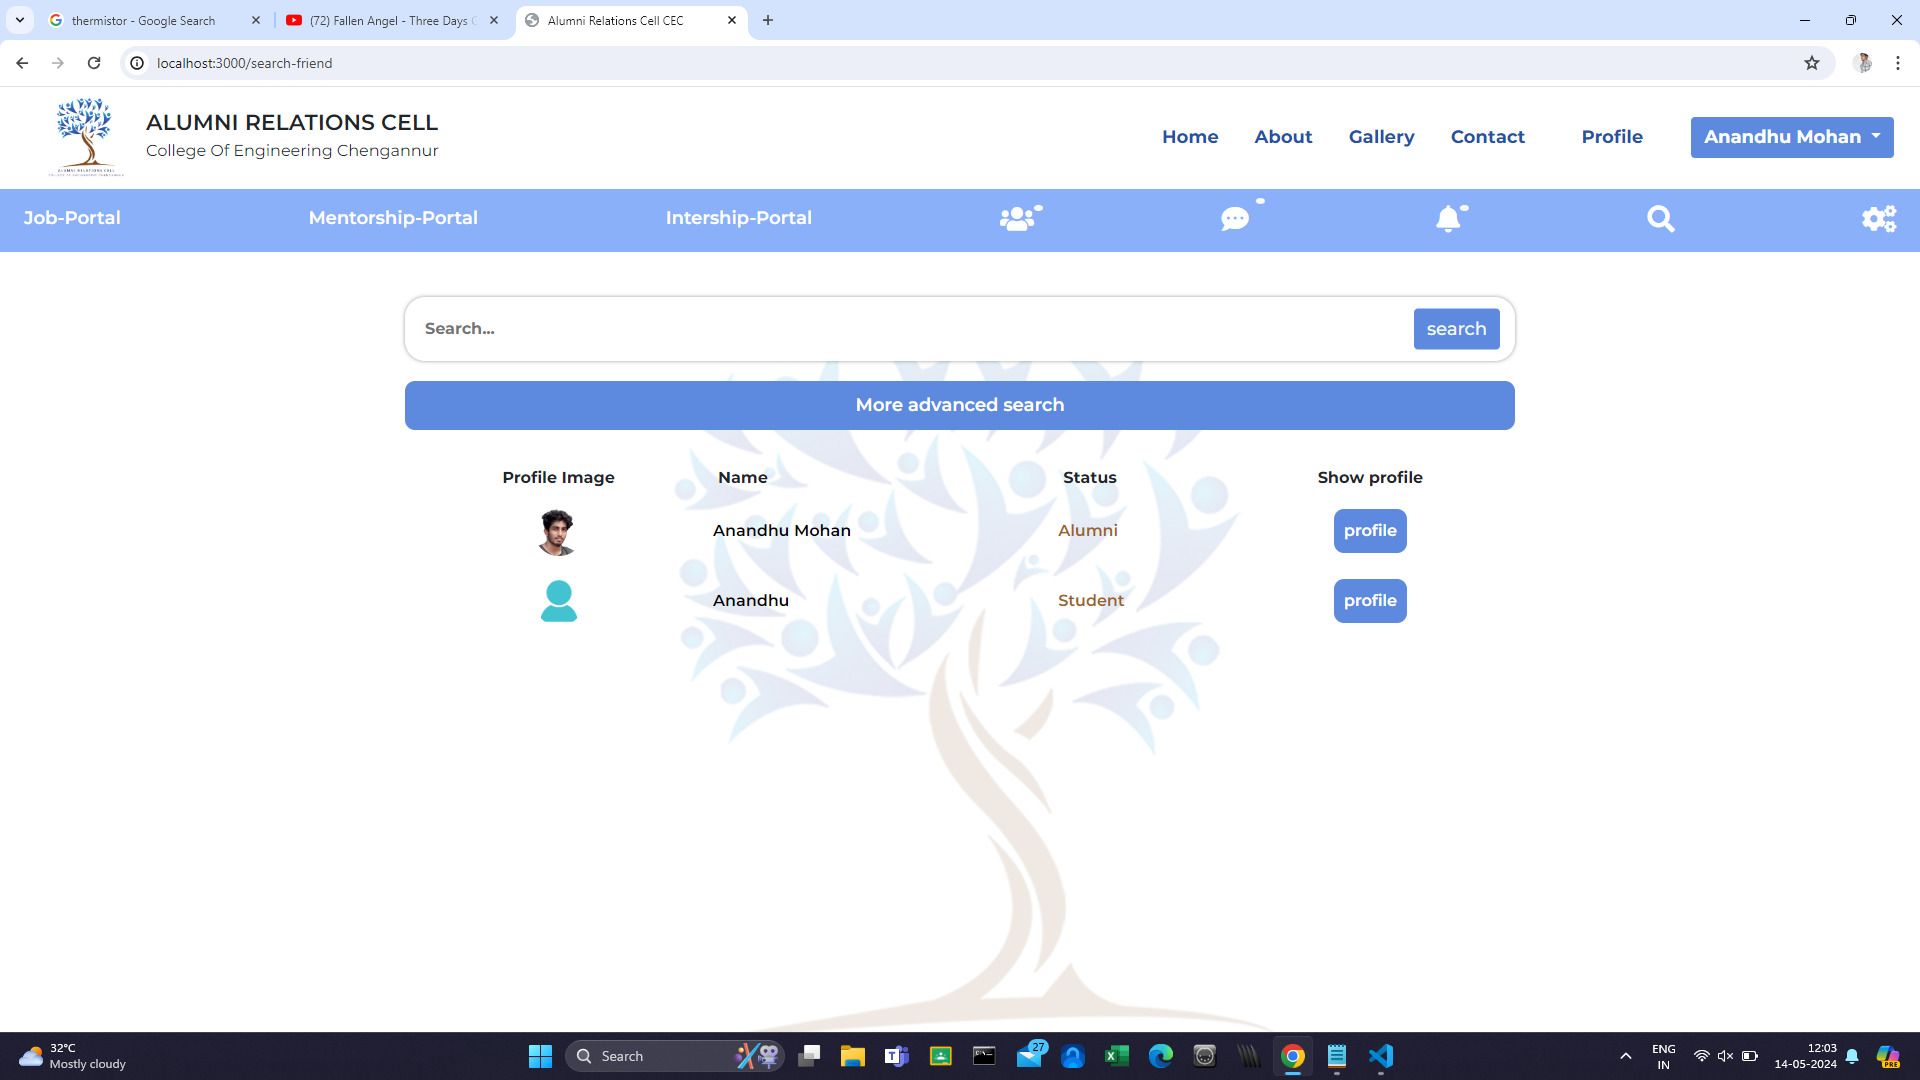 thermistor - Google Search
(72) Fallen Angel - Three Days
Alumni Relations Cell CEC
localhost:3000/search-friend
ALUMNI RELATIONS CELL
College Of Engineering Chengannur
Home About Gallery Contact Profile Anandhu Mohan
Job-Portal Mentorship-Portal Intership-Portal
Search...
search
More advanced search
Profile Image Name Status Show profile
Anandhu Mohan Alumni profile
Anandhu Student profile
32°C
Mostly cloudy
Search
27
ENG
IN
12:03
14-05-2024
PRE